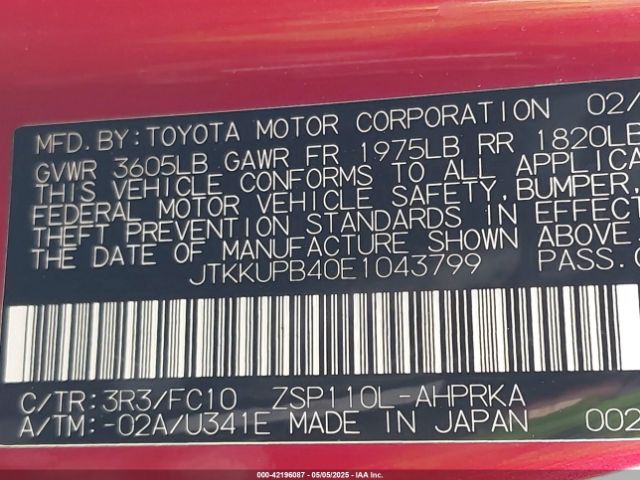 MFD. BY: TOYOTA MOTOR CORPORATION 02/
GVWR 3605LB GAWR FR 1975LB RR 1820LB
THIS VEHICLE CONFORMS TO ALL APPLICA
FEDERAL MOTOR VEHICLE SAFETY, BUMPER,
THEFT PREVENTION STANDARDS IN EFFECT
THE DATE OF MANUFACTURE SHOWN ABOVE.
JTKKUPB40E1043799 PASS.
C/TR: 3R3/FC10 ZSP110L-AHPRKA
A/TM: -02A/U341E MADE IN JAPAN 002
000-42196087 - 05/05/2025 - IAAI.COM